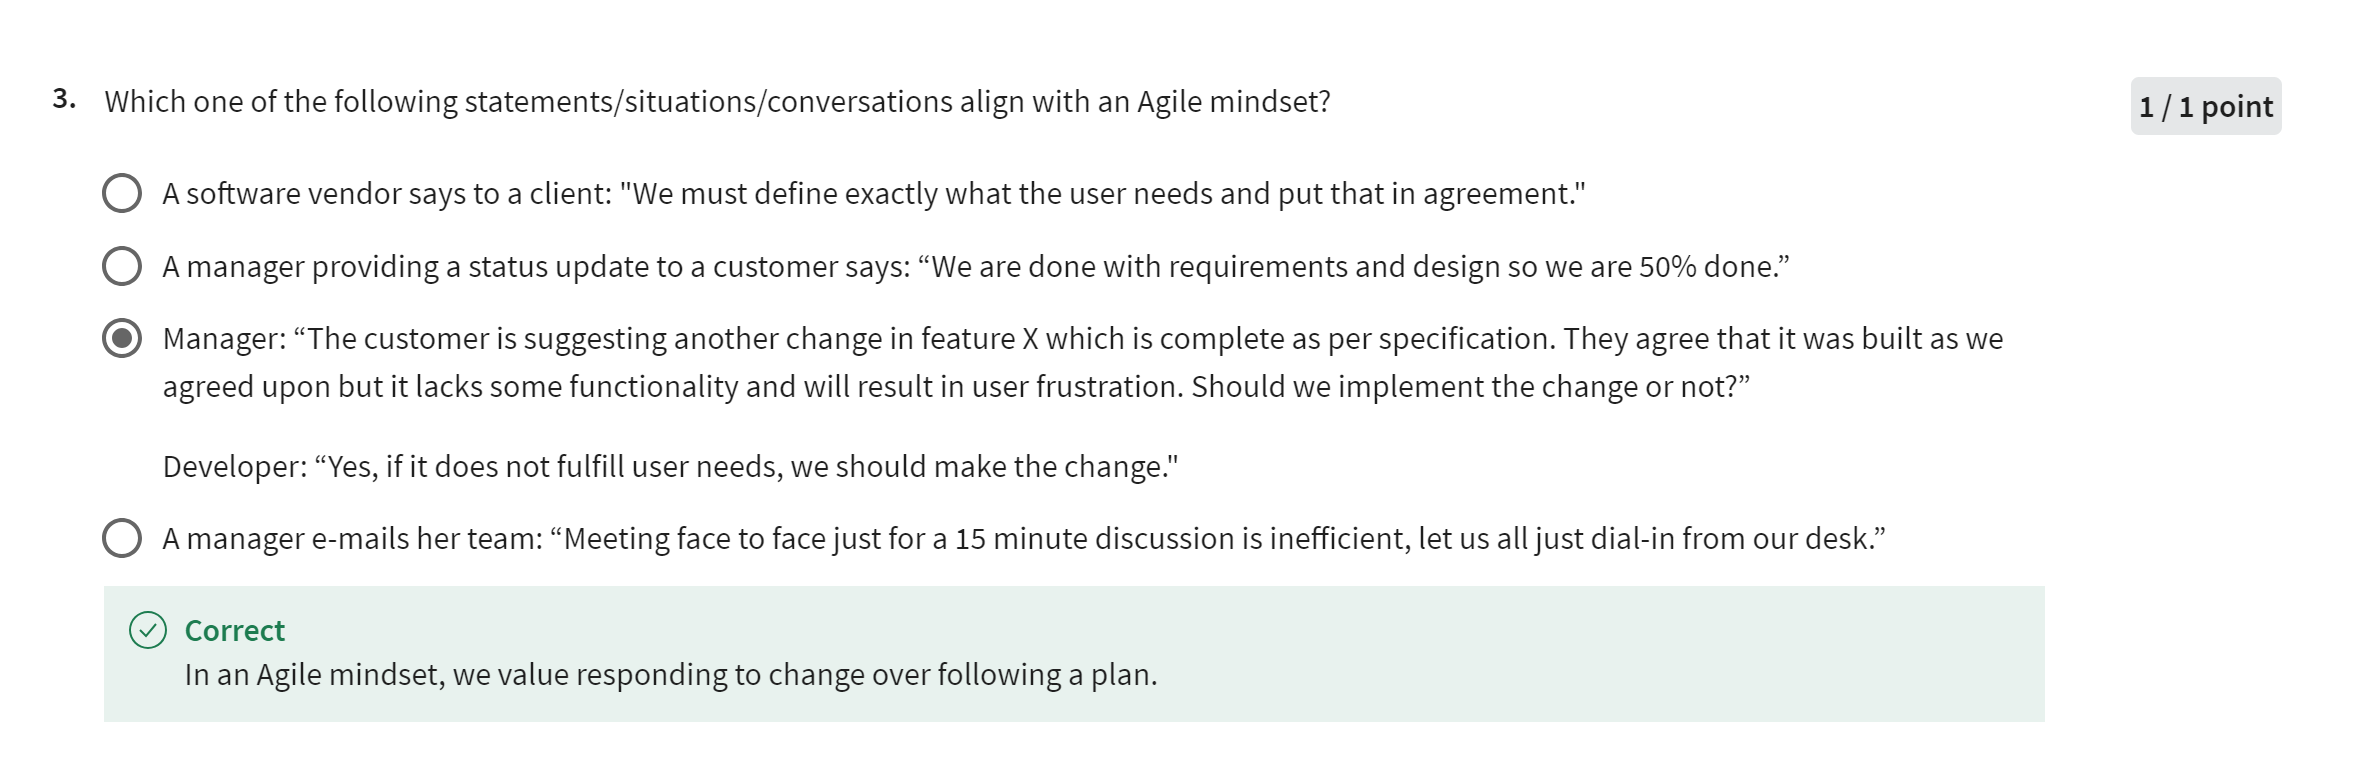 3. Which one of the following statements/situations/conversations align with an Agile mindset?
1 / 1 point
A software vendor says to a client: "We must define exactly what the user needs and put that in agreement."
A manager providing a status update to a customer says: “We are done with requirements and design so we are 50% done.”
Manager: “The customer is suggesting another change in feature X which is complete as per specification. They agree that it was built as we
agreed upon but it lacks some functionality and will result in user frustration. Should we implement the change or not?”
Developer: “Yes, if it does not fulfill user needs, we should make the change."
A manager e-mails her team: “Meeting face to face just for a 15 minute discussion is inefficient, let us all just dial-in from our desk.”
Correct
In an Agile mindset, we value responding to change over following a plan.